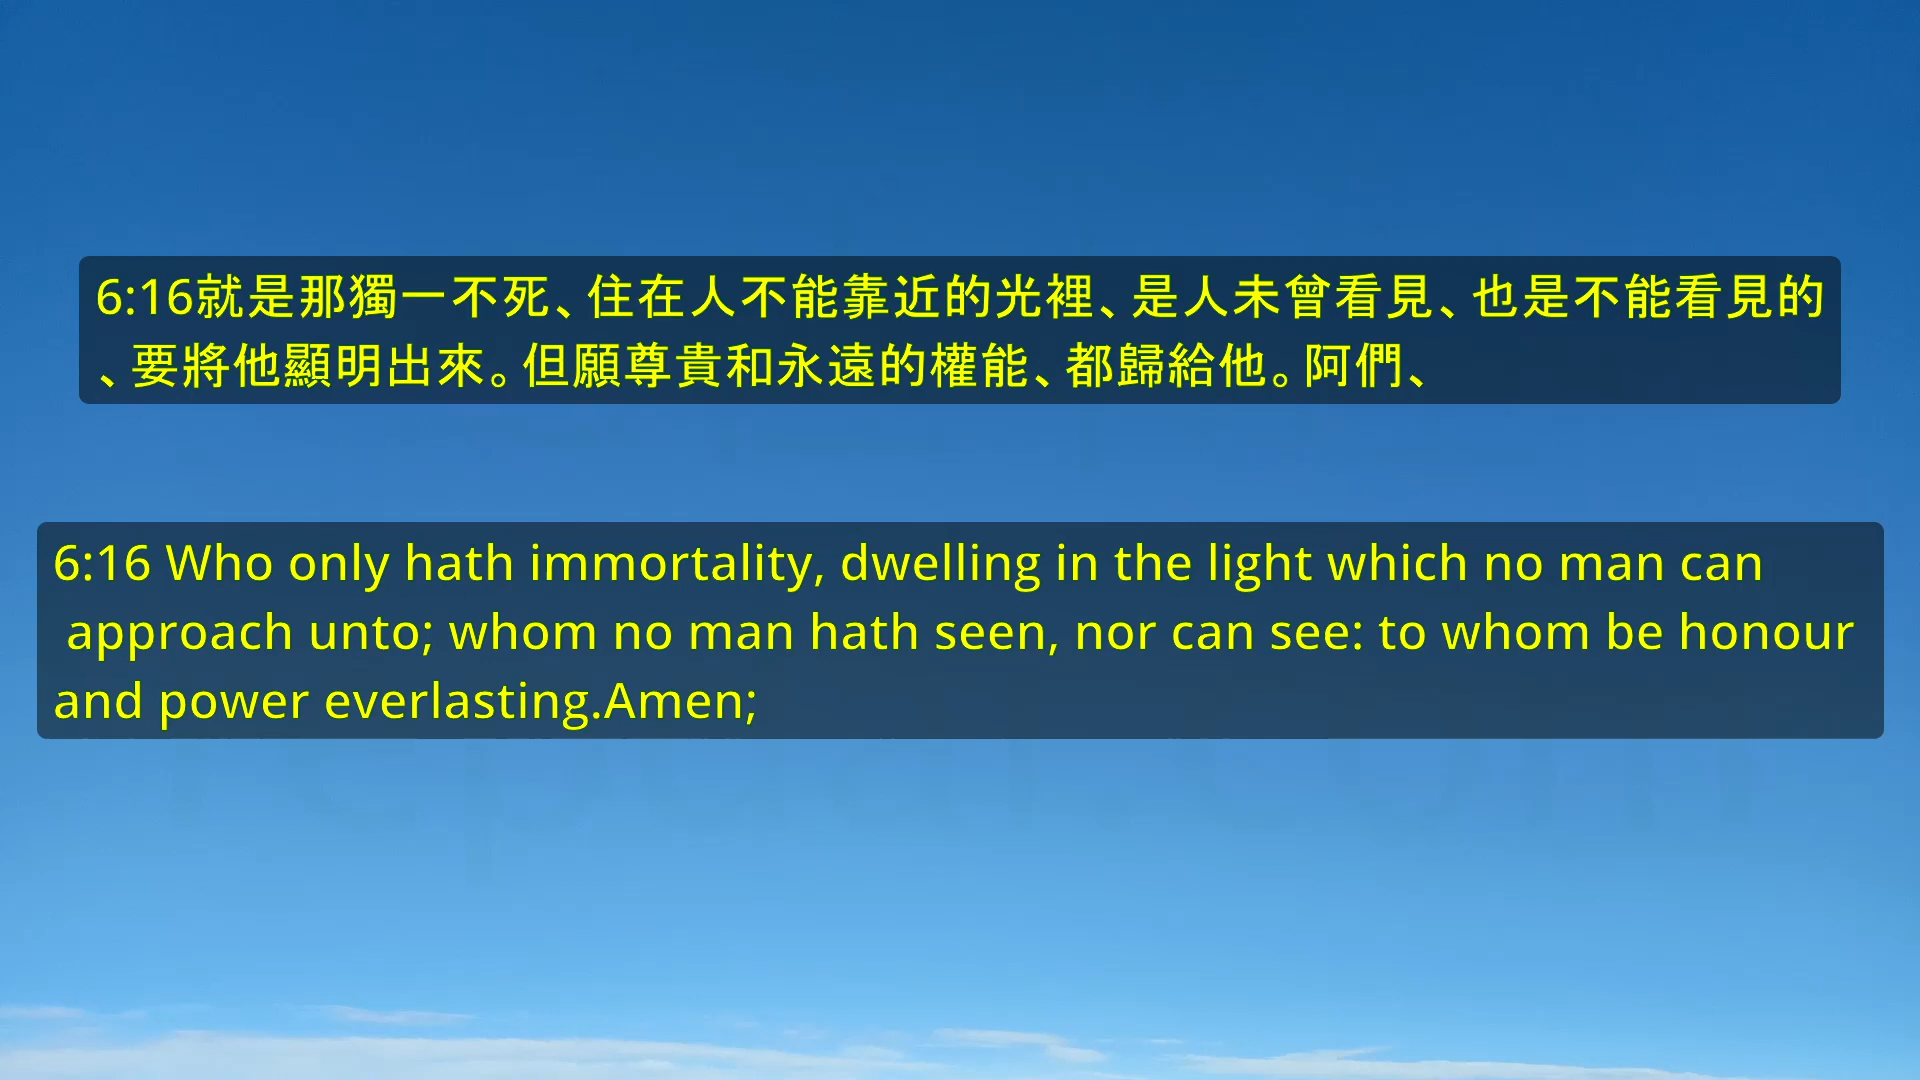 6:16就是那獨一不死、住在人不能靠近的光裡、是人未曾看見、也是不能看見的
、要將他顯明出來。但願尊貴和永遠的權能、都歸給他。阿們、
6:16 Who only hath immortality, dwelling in the light which no man can
approach unto; whom no man hath seen, nor can see: to whom be honour
and power everlasting.Amen;